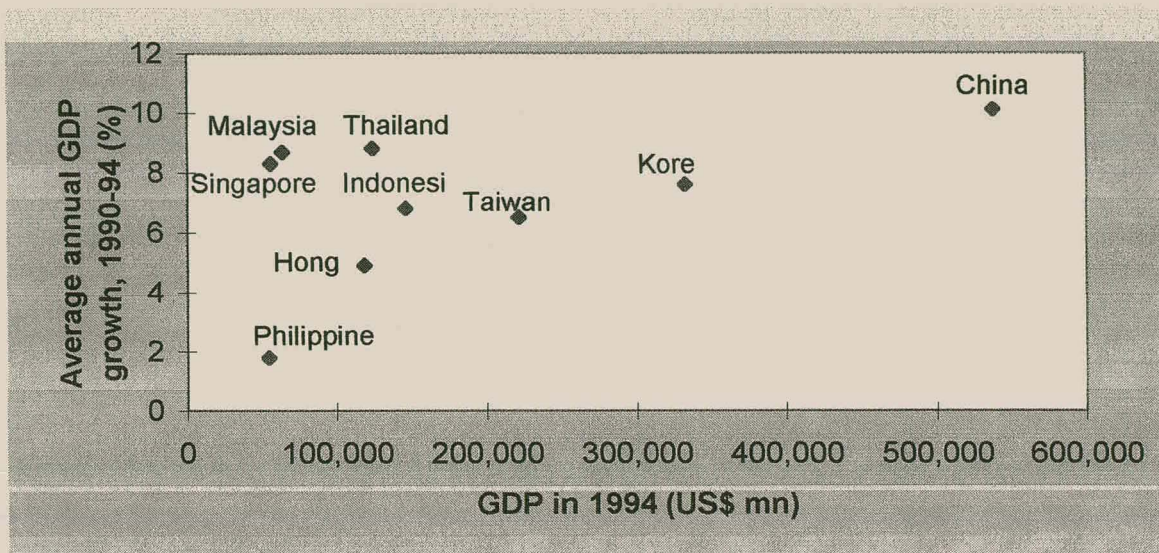 Average annual GDP
growth, 1990-94 (%)
12
10
8
6
4
2
0
China
Malaysia
Thailand
Kore
Singapore
Indonesi
Taiwan
Hong
Philippine
0
100,000
200,000
300,000
400,000
500,000
600,000
GDP in 1994 (US$ mn)